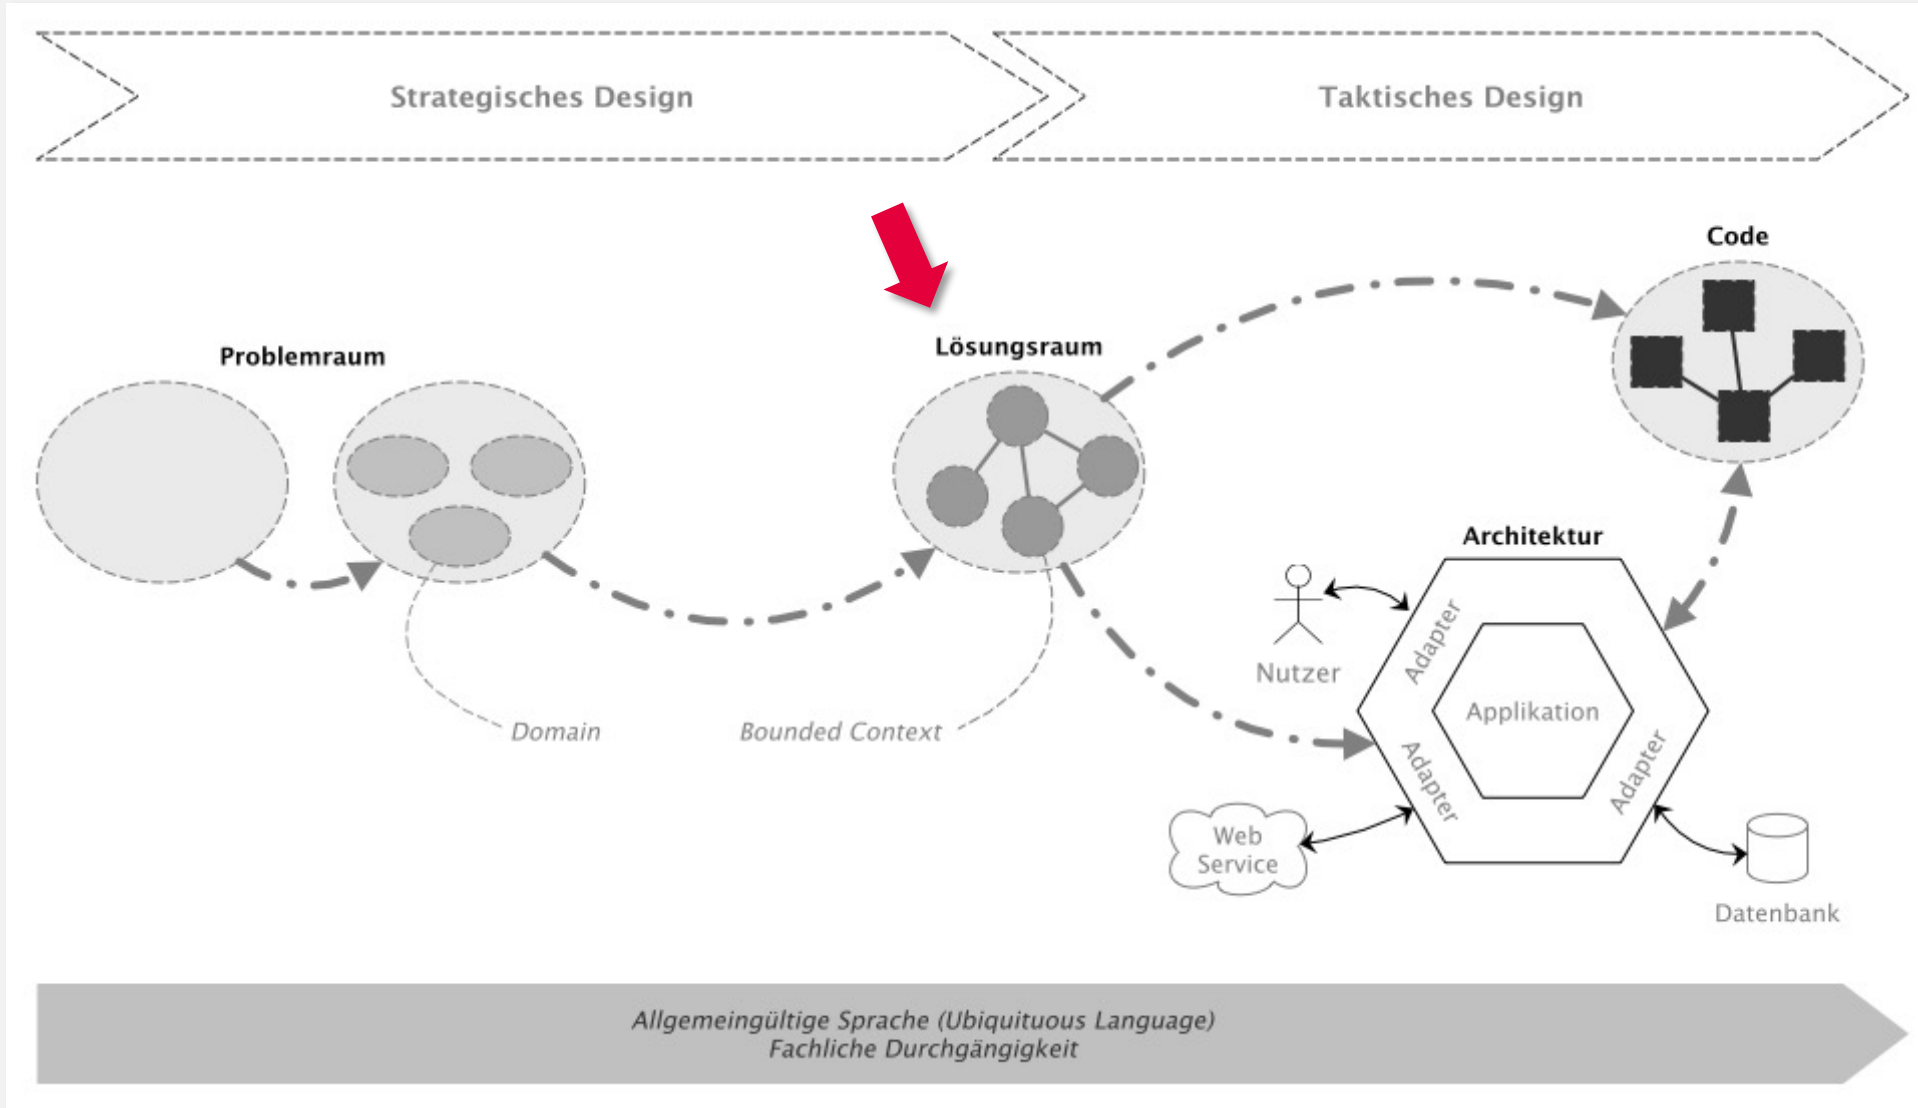 Strategisches Design
Taktisches Design
Code
Problemraum
Lösungsraum
Architektur
Nutzer
Adapter
Applikation
Adapter
Adapter
Domain
Bounded Context
Web
Service
Datenbank
Allgemeingültige Sprache (Ubiquituous Language)
Fachliche Durchgängigkeit